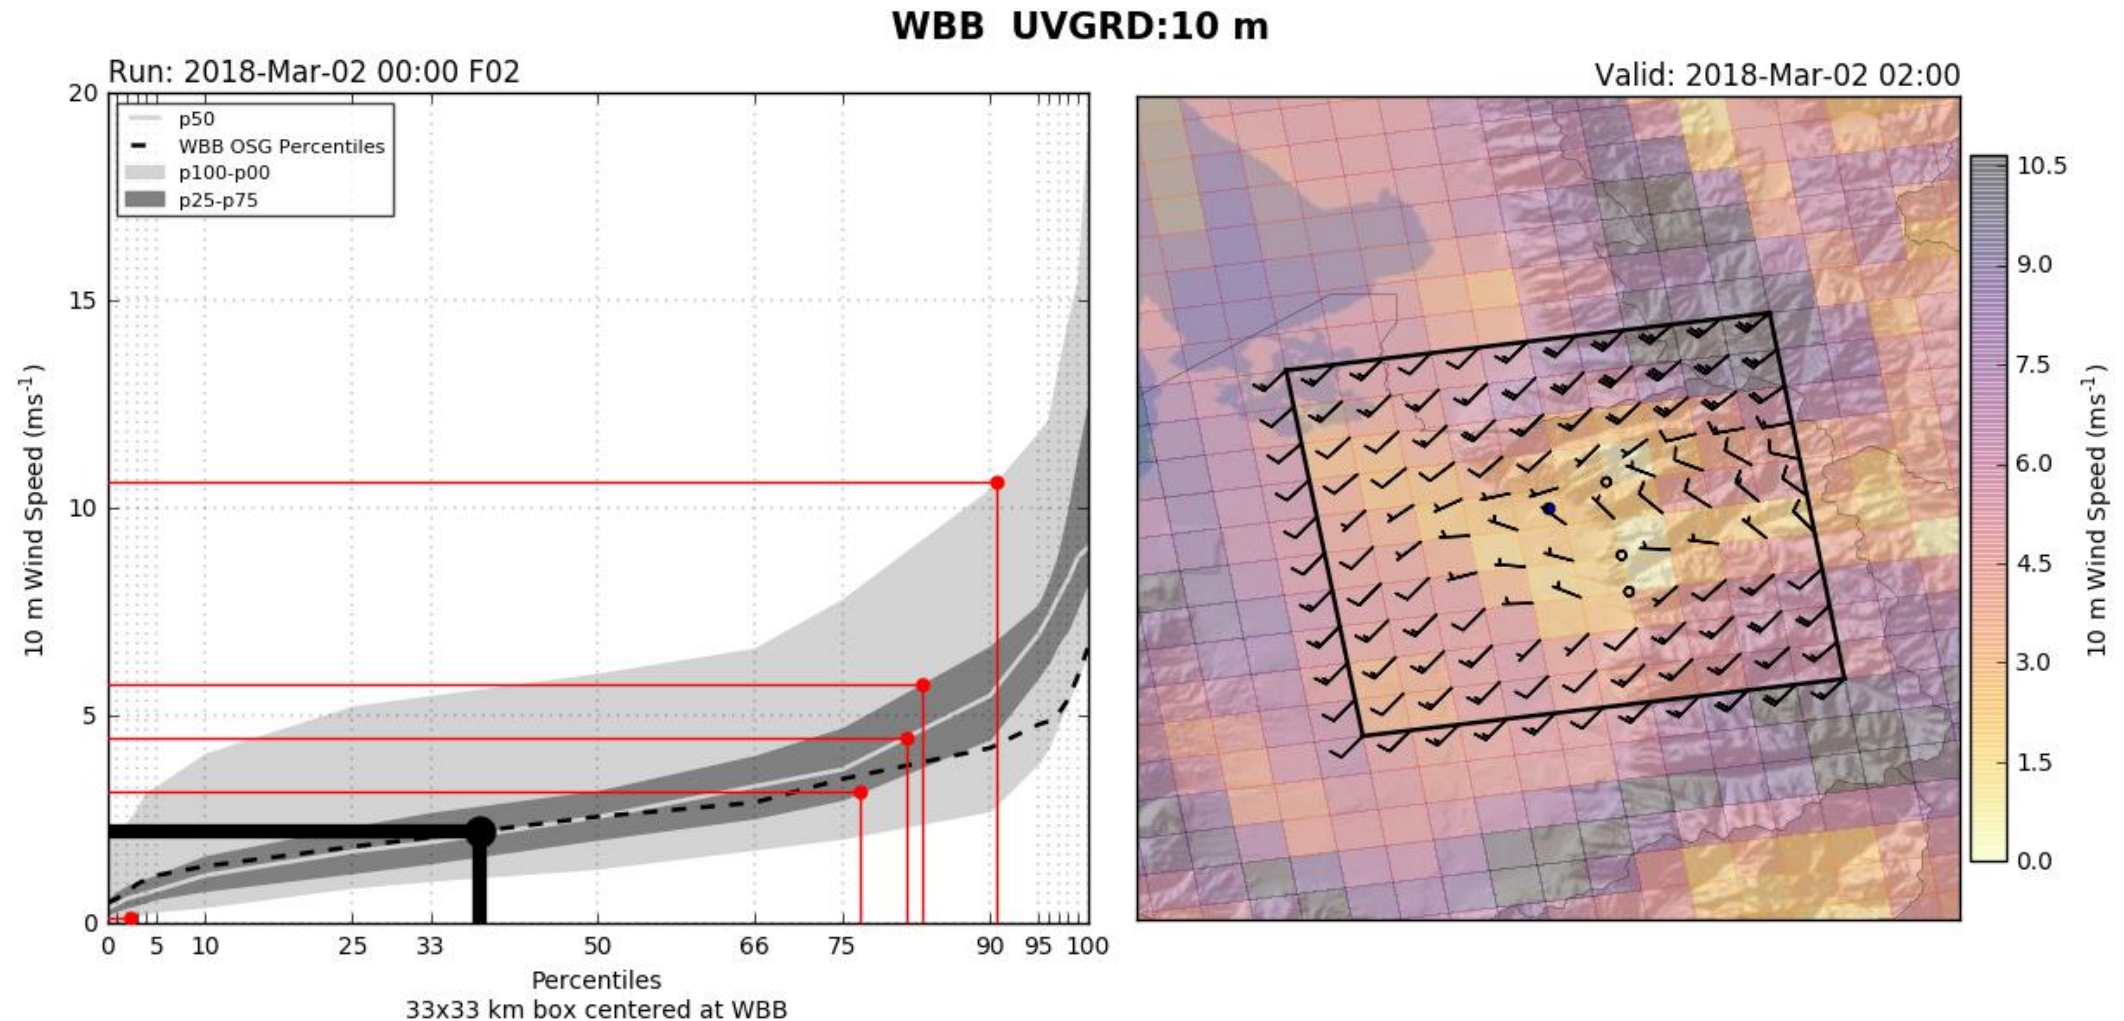 WBB UVGRD:10 m
Run: 2018-Mar-02 00:00 F02
Valid: 2018-Mar-02 02:00
p50
WBB OSG Percentiles
p100-p00
p25-p75
20
15
10
5
0
10 m Wind Speed (ms⁻¹)
0 5 10 25 33 50 66 75 90 95 100
Percentiles
33x33 km box centered at WBB
10.5
9.0
7.5
6.0
4.5
3.0
1.5
0.0
10 m Wind Speed (ms⁻¹)